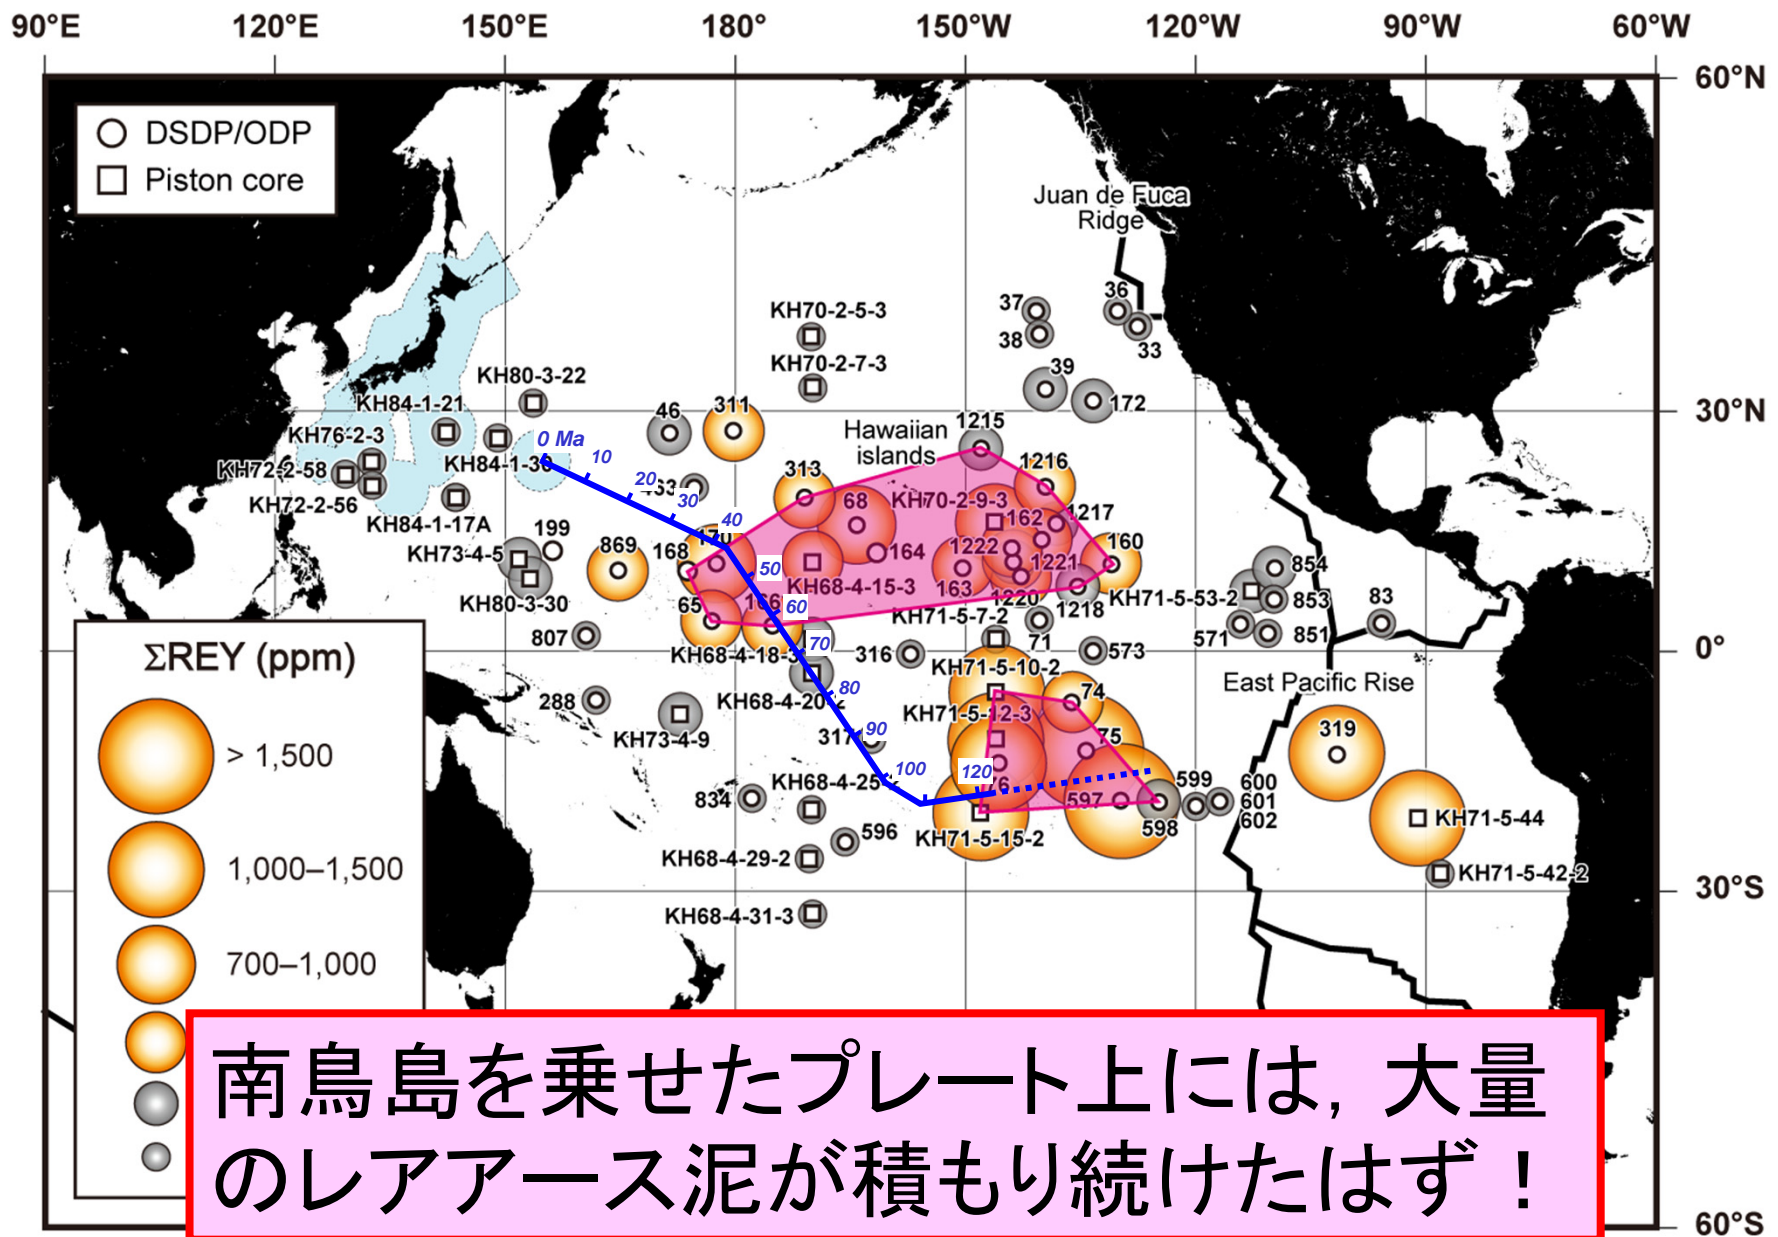 90°E 120°E 150°E 180° 150°W 120°W 90°W 60°W
60°N
DSDP/ODP
Piston core
Juan de Fuca
Ridge
KH70-2-5-3
37
36
38
33
KH70-2-7-3
39
172
KH80-3-22
30°N
KH84-1-21
46
311
1215
Hawaiian
islands
KH76-2-3
0 Ma
KH72-2-58
KH84-1-30
10
313
1216
20
463
30
68
KH70-2-9-3
KH72-2-56
KH84-1-17A
40
162
1217
199
170
KH73-4-5
869
168
164
1222
160
854
50
1221
KH68-4-15-3
163
KH80-3-30
65
166
60
1220
1218
KH71-5-53-2
853
83
KH71-5-7-2
807
70
71
571
851
0°
KH68-4-18-3
316
573
KH71-5-10-2
East Pacific Rise
288
80
KH68-4-20-2
74
KH71-5-12-3
319
KH73-4-9
317
90
75
100
120
KH68-4-25-2
76
599
600
834
597
601
598
602
KH71-5-44
596
KH71-5-15-2
KH68-4-29-2
KH71-5-42-2
30°S
KH68-4-31-3
ΣREY (ppm)
> 1,500
1,000–1,500
700–1,000
南鳥島を乗せたプレート上には，大量
のレアアース泥が積もり続けたはず！
60°S